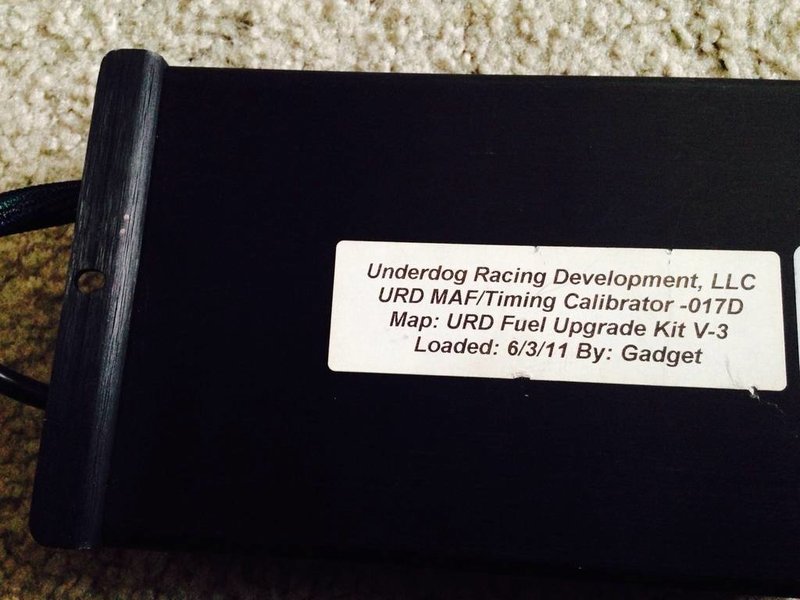 Underdog Racing Development, LLC
URD MAF/Timing Calibrator -017D
Map: URD Fuel Upgrade Kit V-3
Loaded: 6/3/11 By: Gadget